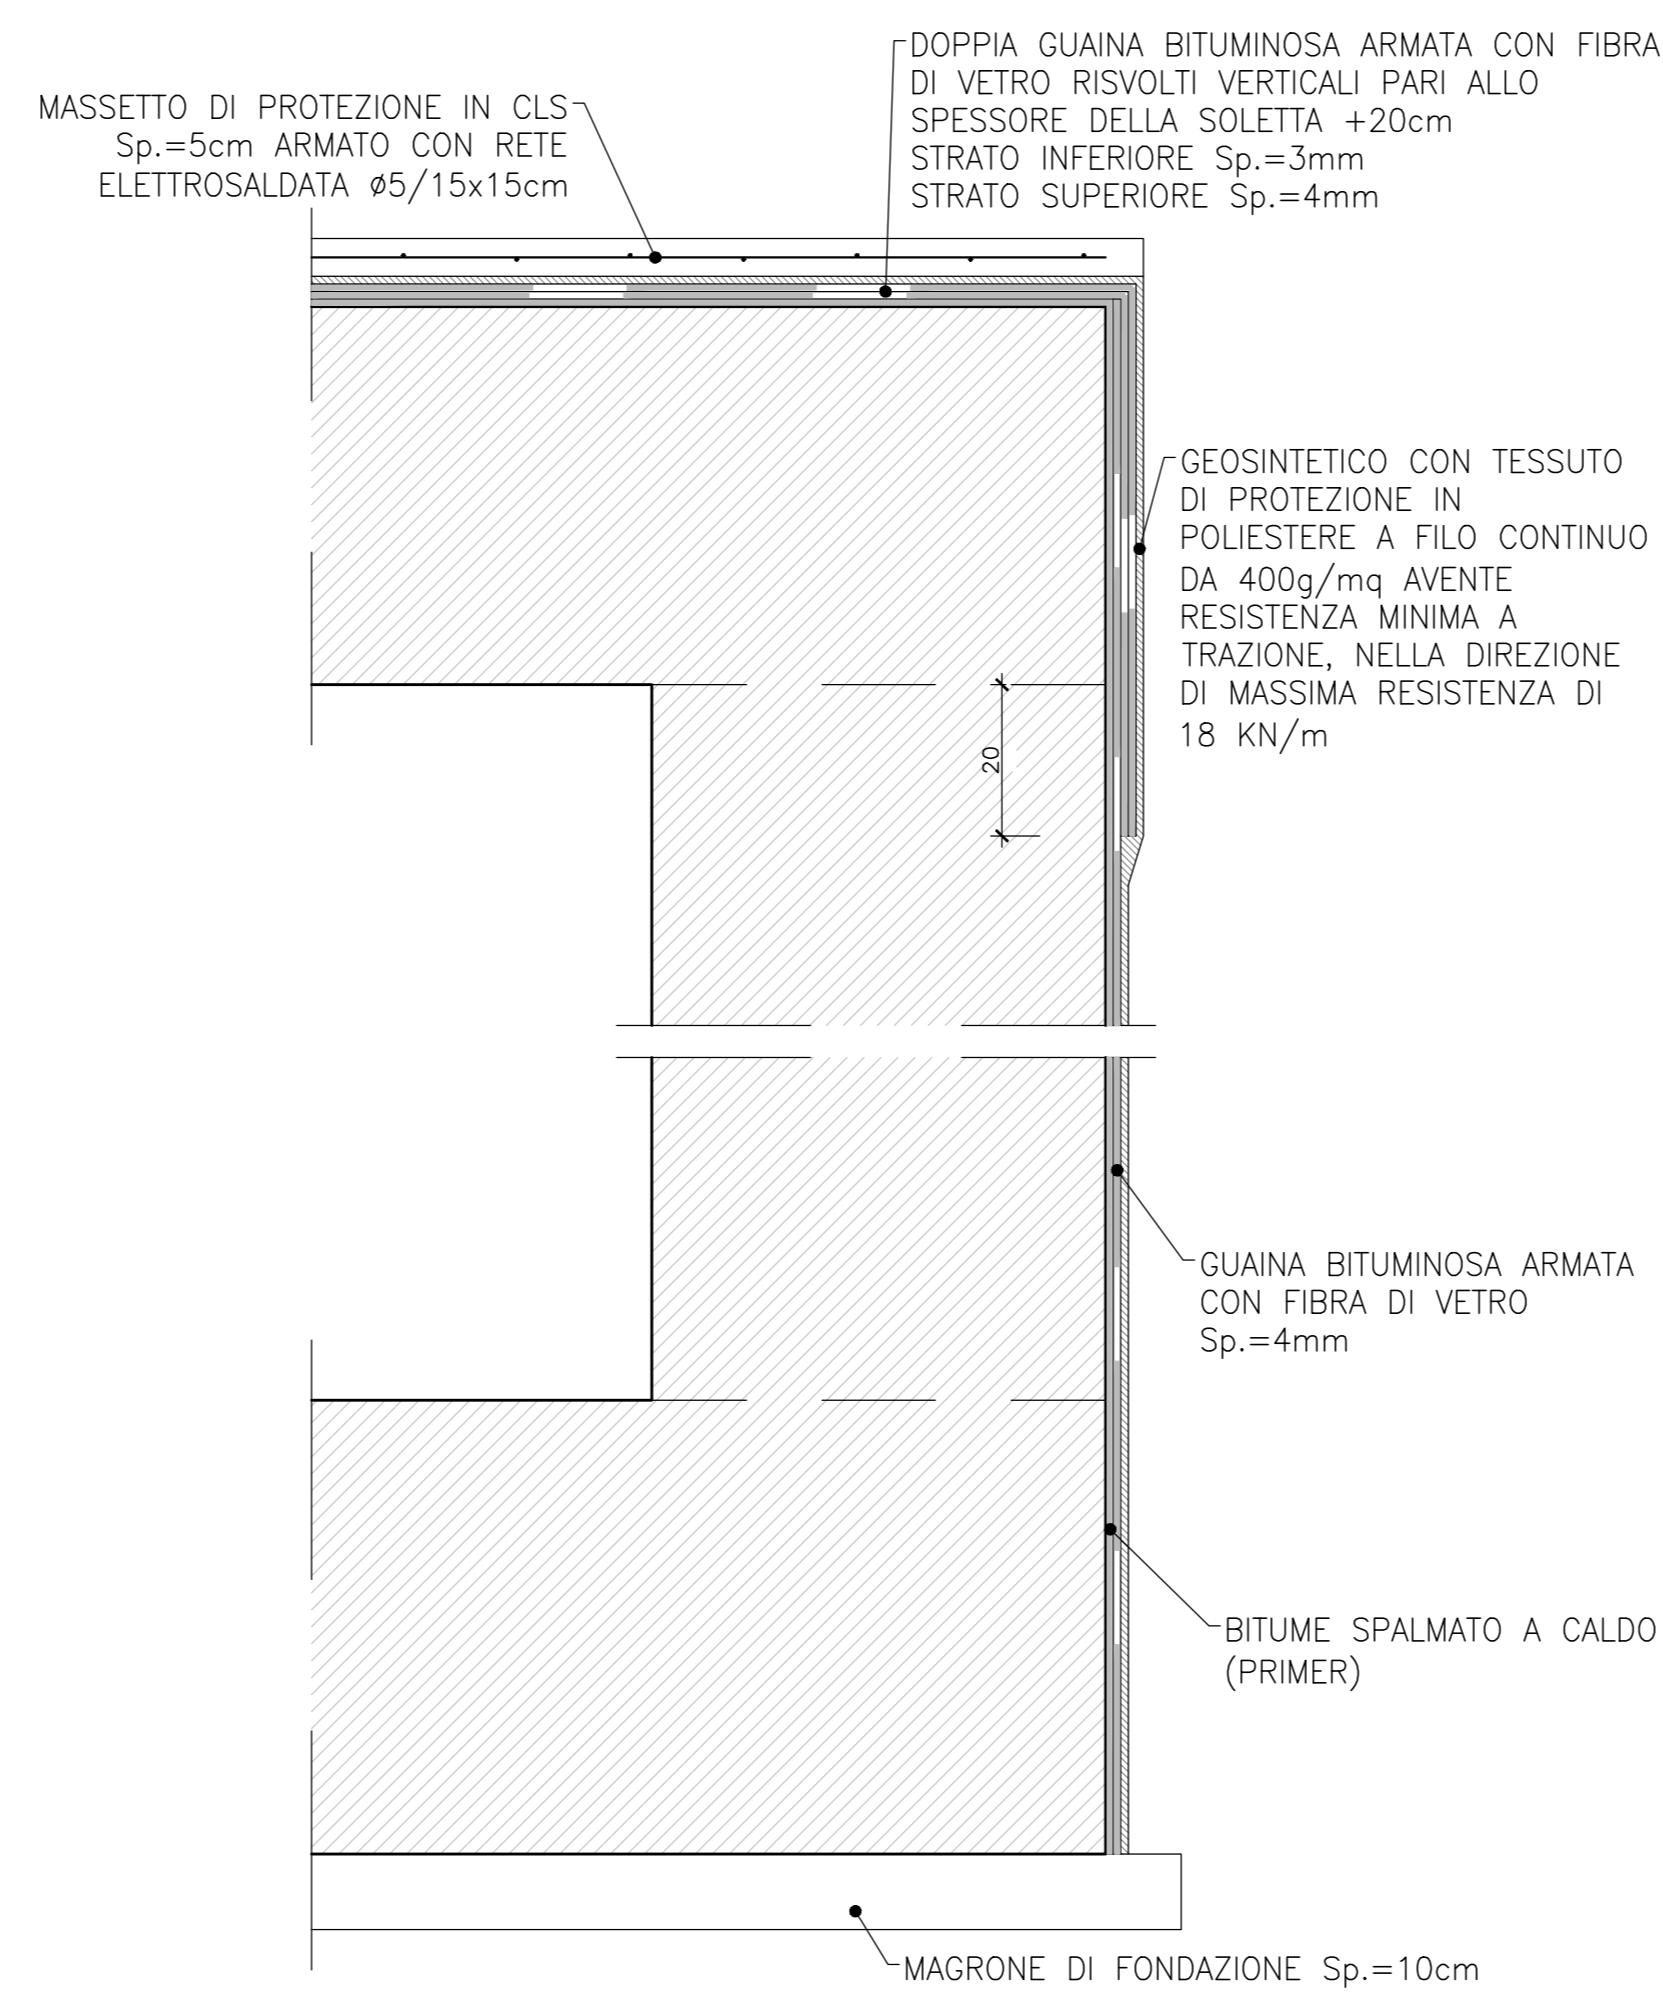 DOPPIA GUAINA BITUMINOSA ARMATA CON FIBRA
DI VETRO RISVOLTI VERTICALI PARI ALLO
SPESSORE DELLA SOLETTA +20cm
STRATO INFERIORE Sp.=3mm
STRATO SUPERIORE Sp.=4mm
MASSETTO DI PROTEZIONE IN CLS
Sp.=5cm ARMATO CON RETE
ELETTROSALDATA ø5/15x15cm
GEOSINTETICO CON TESSUTO
DI PROTEZIONE IN
POLIESTERE A FILO CONTINUO
DA 400g/mq AVENTE
RESISTENZA MINIMA A
TRAZIONE, NELLA DIREZIONE
DI MASSIMA RESISTENZA DI
18 KN/m
20
GUAINA BITUMINOSA ARMATA
CON FIBRA DI VETRO
Sp.=4mm
BITUME SPALMATO A CALDO
(PRIMER)
MAGRONE DI FONDAZIONE Sp.=10cm